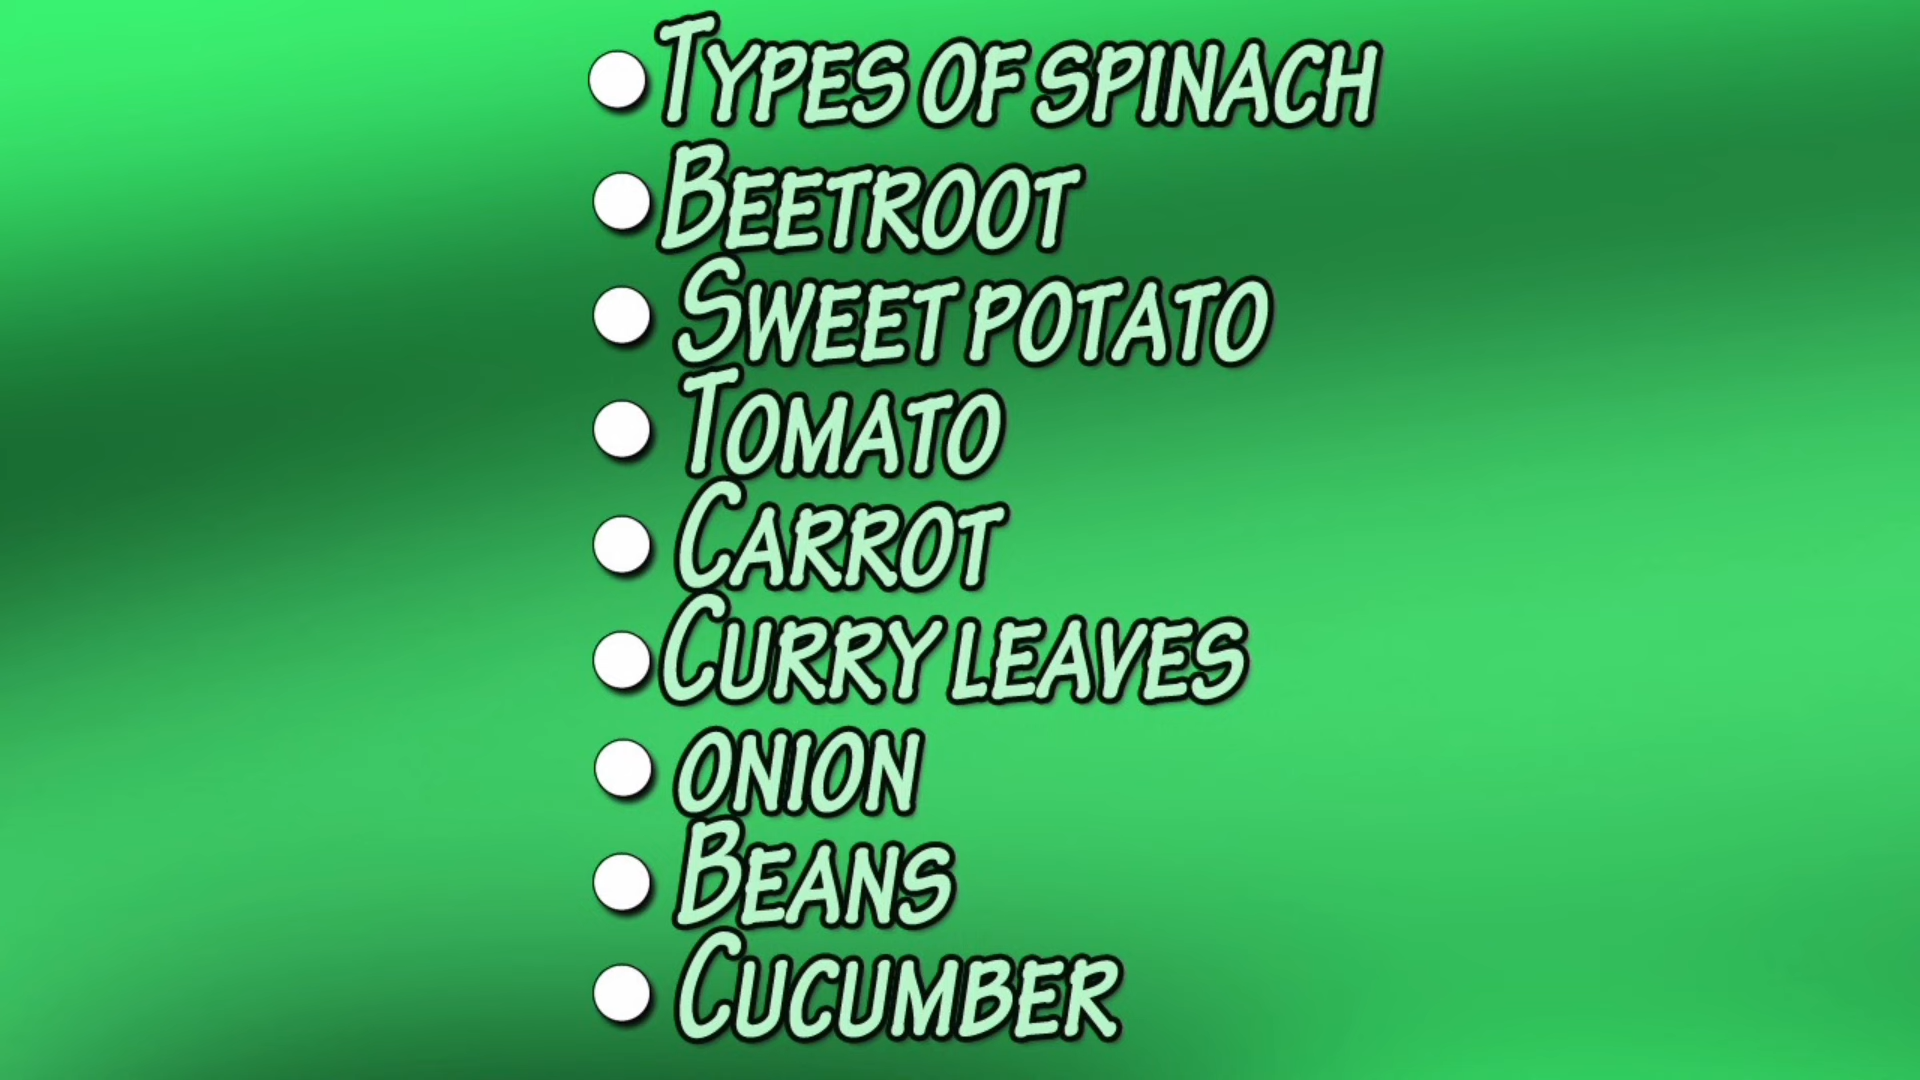 Types of spinach
Beetroot
Sweet potato
Tomato
Carrot
Curry leaves
onion
Beans
Cucumber